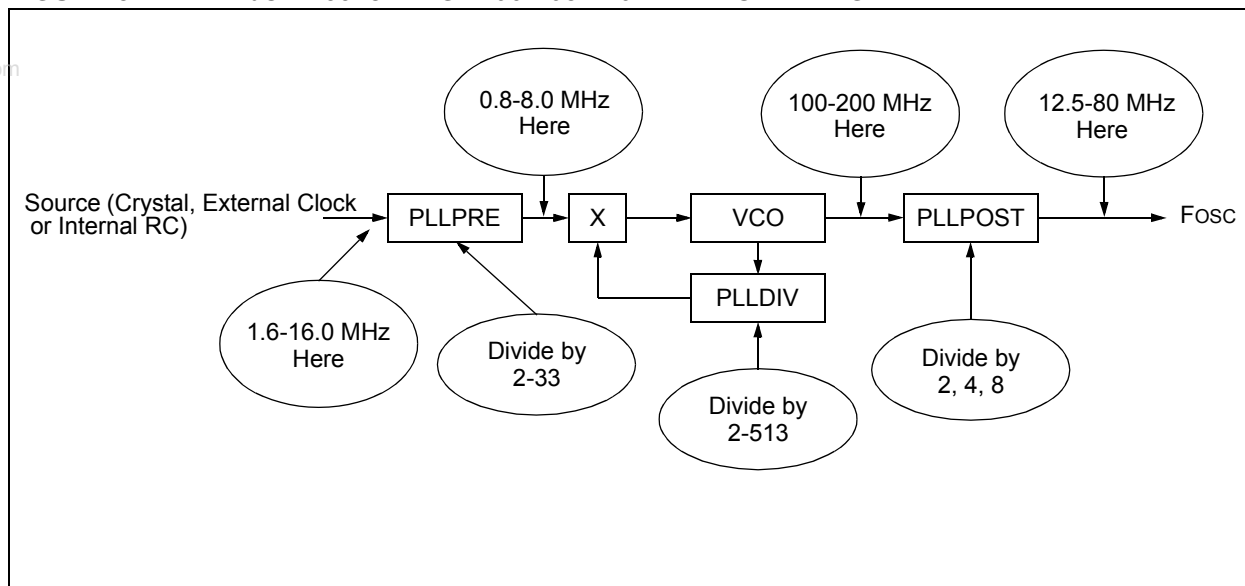 om
0.8-8.0 MHz
Here
100-200 MHz
Here
12.5-80 MHz
Here
Source (Crystal, External Clock
or Internal RC)
PLLPRE
X
VCO
PLLPOST
FOSC
PLLDIV
1.6-16.0 MHz
Here
Divide by
2-33
Divide by
2-513
Divide by
2, 4, 8